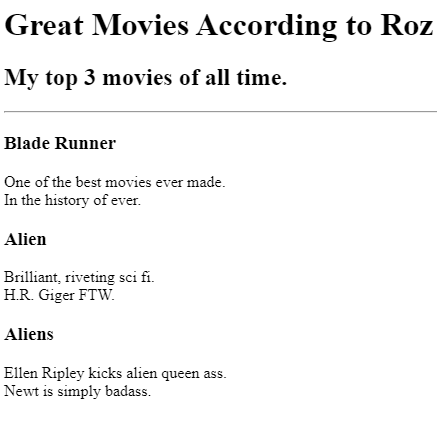 Great Movies According to Roz
My top 3 movies of all time.
Blade Runner
One of the best movies ever made.
In the history of ever.
Alien
Brilliant, riveting sci fi.
H.R. Giger FTW.
Aliens
Ellen Ripley kicks alien queen ass.
Newt is simply badass.